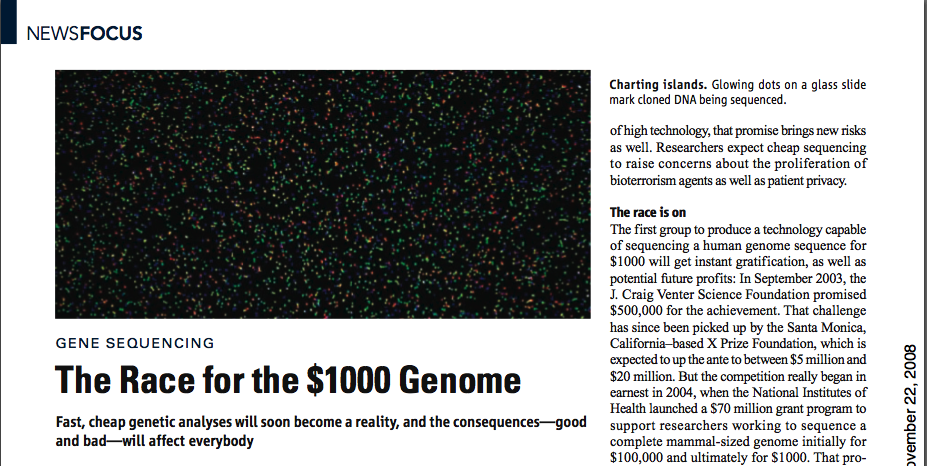 NEWSFOCUS
Charting islands. Glowing dots on a glass slide
mark cloned DNA being sequenced.
GENE SEQUENCING
The Race for the $1000 Genome
Fast, cheap genetic analyses will soon become a reality, and the consequences—good
and bad—will affect everybody
of high technology, that promise brings new risks
as well. Researchers expect cheap sequencing
to raise concerns about the proliferation of
bioterrorism agents as well as patient privacy.
The race is on
The first group to produce a technology capable
of sequencing a human genome sequence for
$1000 will get instant gratification, as well as
potential future profits: In September 2003, the
J. Craig Venter Science Foundation promised
$500,000 for the achievement. That challenge
has since been picked up by the Santa Monica,
California–based X Prize Foundation, which is
expected to up the ante to between $5 million and
$20 million. But the competition really began in
earnest in 2004, when the National Institutes of
Health launched a $70 million grant program to
support researchers working to sequence a
complete mammal-sized genome initially for
$100,000 and ultimately for $1000. That pro-
ovember 22, 2008